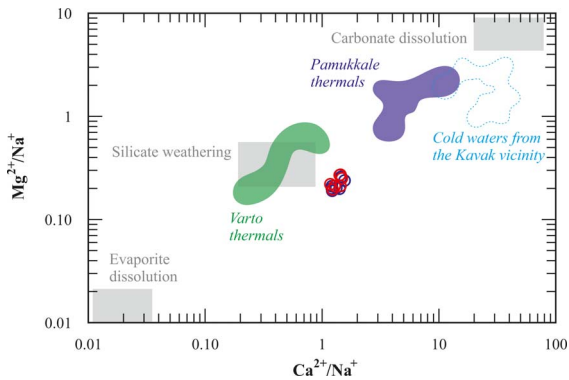 10
Carbonate dissolution
Pamukkale
thermals
1
Cold waters from
the Kavak vicinity
Silicate weathering
Mg2+/Na+
0.10
Varto
thermals
Evaporite
dissolution
0.01
0.01
0.10
1
10
100
Ca2+/Na+